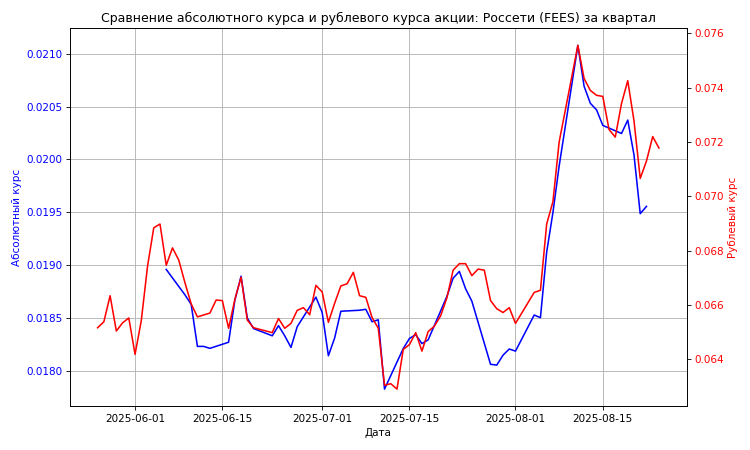 Сравнение абсолютного курса и рублевого курса акции: Россети (FEES) за квартал
0.0210
0.0205
0.0200
0.0195
0.0190
0.0185
0.0180
Абсолютный курс
0.076
0.074
0.072
0.070
0.068
0.066
0.064
Рублевый курс
2025-06-01 2025-06-15 2025-07-01 2025-07-15 2025-08-01 2025-08-15
Дата